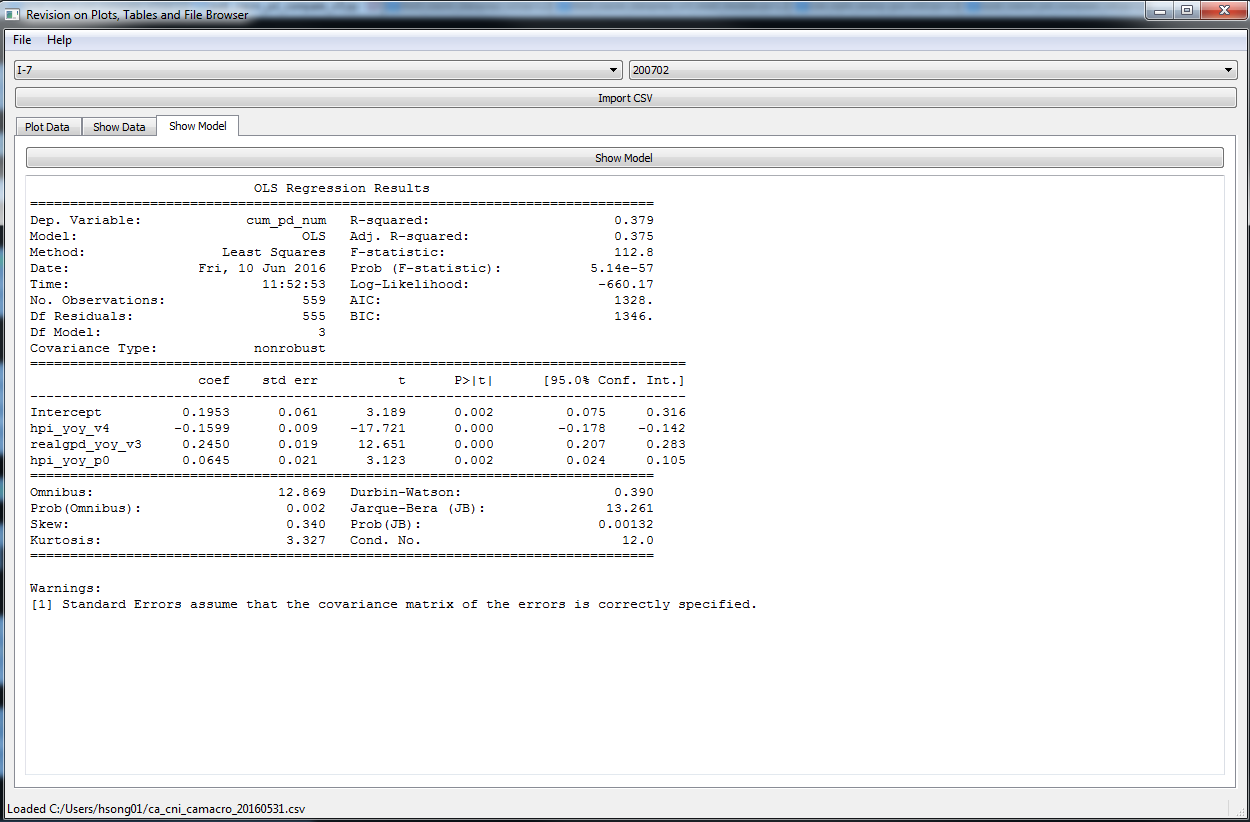 Revision on Plots, Tables and File Browser
File Help
I-7 200702
Import CSV
Plot Data Show Data Show Model
Show Model
OLS Regression Results
==============================================================================
Dep. Variable: cum_pd_num R-squared: 0.379
Model: OLS Adj. R-squared: 0.375
Method: Least Squares F-statistic: 112.8
Date: Fri, 10 Jun 2016 Prob (F-statistic): 5.14e-57
Time: 11:52:53 Log-Likelihood: -660.17
No. Observations: 559 AIC: 1328.
Df Residuals: 555 BIC: 1346.
Df Model: 3
Covariance Type: nonrobust
==================================================================================
coef std err t P>|t| [95.0% Conf. Int.]
----------------------------------------------------------------------------------
Intercept 0.1953 0.061 3.189 0.002 0.075 0.316
hpi_yoy_v4 -0.1599 0.009 -17.721 0.000 -0.178 -0.142
realgpd_yoy_v3 0.2450 0.019 12.651 0.000 0.207 0.283
hpi_yoy_p0 0.0645 0.021 3.123 0.002 0.024 0.105
==============================================================================
Omnibus: 12.869 Durbin-Watson: 0.390
Prob(Omnibus): 0.002 Jarque-Bera (JB): 13.261
Skew: 0.340 Prob(JB): 0.00132
Kurtosis: 3.327 Cond. No. 12.0
==============================================================================
Warnings:
[1] Standard Errors assume that the covariance matrix of the errors is correctly specified.
Loaded C:/Users/hsong01/ca_cni_camacro_20160531.csv